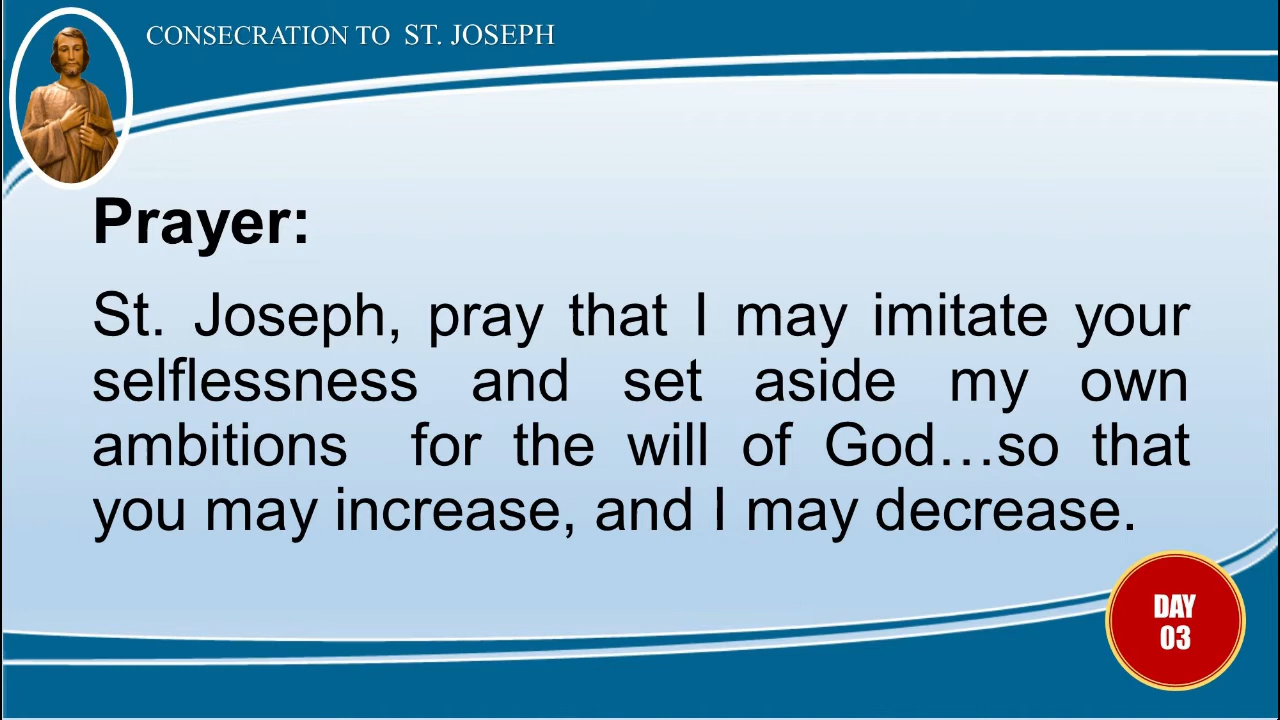 CONSECRATION TO ST. JOSEPH
Prayer:
St. Joseph, pray that I may imitate your
selflessness and set aside my own
ambitions for the will of God…so that
you may increase, and I may decrease.
DAY
03